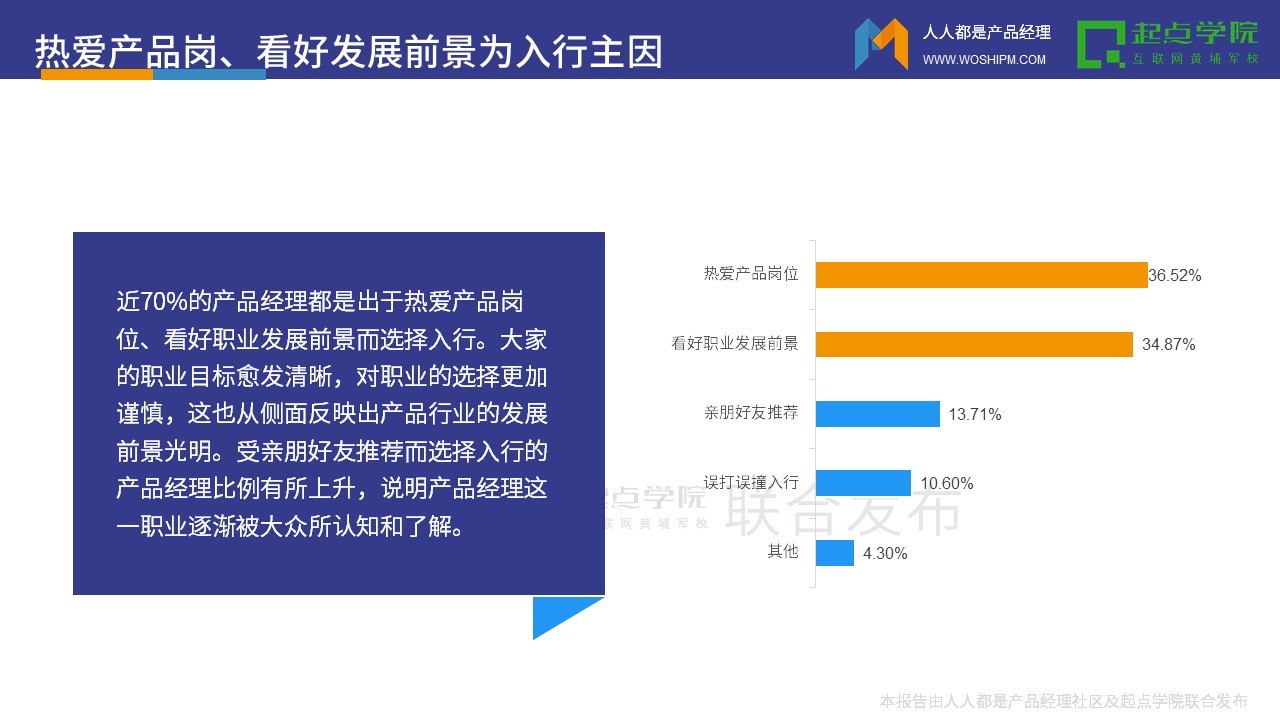 热爱产品岗、看好发展前景为入行主因
人人都是产品经理
WWW.WOSHIPM.COM
起点学院
互联网黄埔军校
近70%的产品经理都是出于热爱产品岗
位、看好职业发展前景而选择入行。大家
的职业目标愈发清晰，对职业的选择更加
谨慎，这也从侧面反映出产品行业的发展
前景光明。受亲朋好友推荐而选择入行的
产品经理比例有所上升，说明产品经理这
一职业逐渐被大众所认知和了解。
热爱产品岗位 36.52%
看好职业发展前景 34.87%
亲朋好友推荐 13.71%
误打误撞入行 10.60%
其他 4.30%
起点学院 联合发布
联网黄埔军校
本报告由人人都是产品经理社区及起点学院联合发布